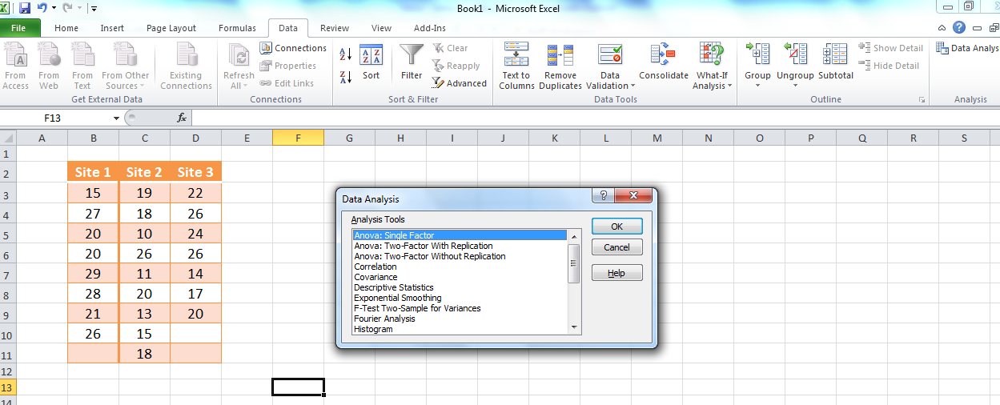 Book1 - Microsoft Excel
File Home Insert Page Layout Formulas Data Review View Add-Ins
From Access
From Web
From Text
From Other Sources
Existing Connections
Get External Data
Refresh All
Connections
Properties
Edit Links
Connections
Sort
Filter
Clear
Reapply
Advanced
Sort & Filter
Text to Columns
Remove Duplicates
Data Validation
Consolidate
What-If Analysis
Data Tools
Group
Ungroup
Subtotal
Show Detail
Hide Detail
Outline
Data Analys
Analysis
F13 fx
A B C D E F G H I J K L M N O P Q R S
1
2 Site 1 Site 2 Site 3
3 15 19 22
4 27 18 26
5 20 10 24
6 20 26 26
7 29 11 14
8 28 20 17
9 21 13 20
10 26 15
11 18
12
13
14
Data Analysis
Analysis Tools
Anova: Single Factor
Anova: Two-Factor With Replication
Anova: Two-Factor Without Replication
Correlation
Covariance
Descriptive Statistics
Exponential Smoothing
F-Test Two-Sample for Variances
Fourier Analysis
Histogram
OK
Cancel
Help